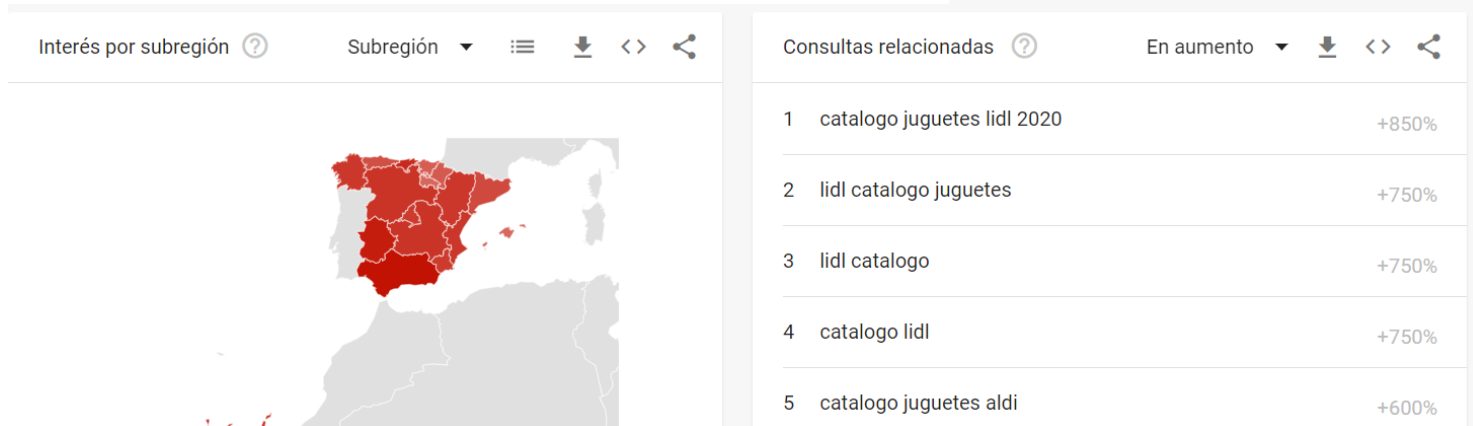 Interés por subregión
Subregión
Consultas relacionadas
En aumento
1 catalogo juguetes lidl 2020 +850%
2 lidl catalogo juguetes +750%
3 lidl catalogo +750%
4 catalogo lidl +750%
5 catalogo juguetes aldi +600%